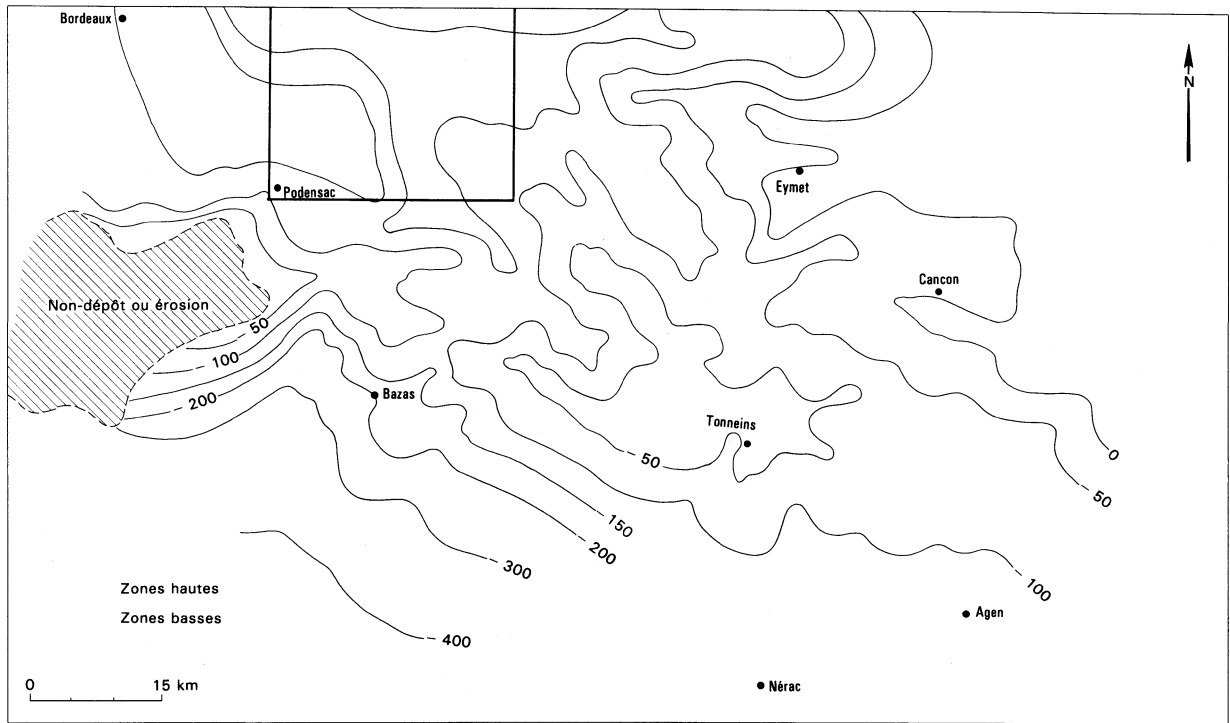 Bordeaux
N
Podensac
Eymet
Cancon
Non-dépôt ou érosion
– 50
– 100
– 200
Bazas
Tonneins
0
– 50
– 50
– 150
– 200
– 300
– 100
– 400
Zones hautes
Zones basses
Agen
Nérac
0 15 km